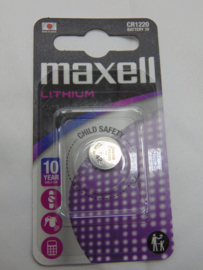 CR1220
BATTERY 3V
maxell
LITHIUM
CHILD SAFETY
10
YEAR